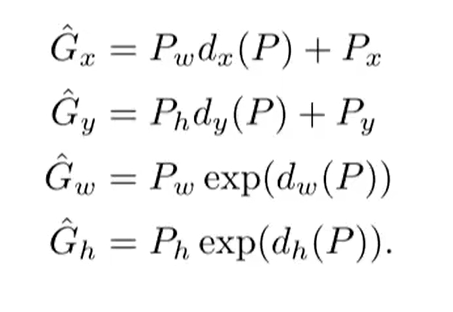 Ĝ_x = P_w d_x(P) + P_x
Ĝ_y = P_h d_y(P) + P_y
Ĝ_w = P_w exp(d_w(P))
Ĝ_h = P_h exp(d_h(P)).